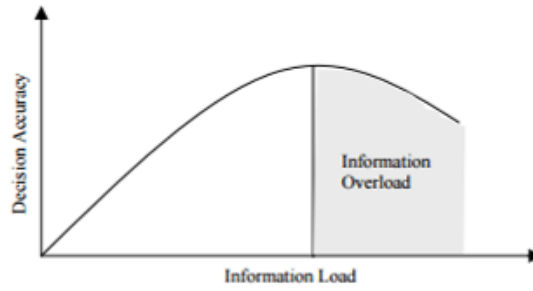 Decision Accuracy
Information
Overload
Information Load